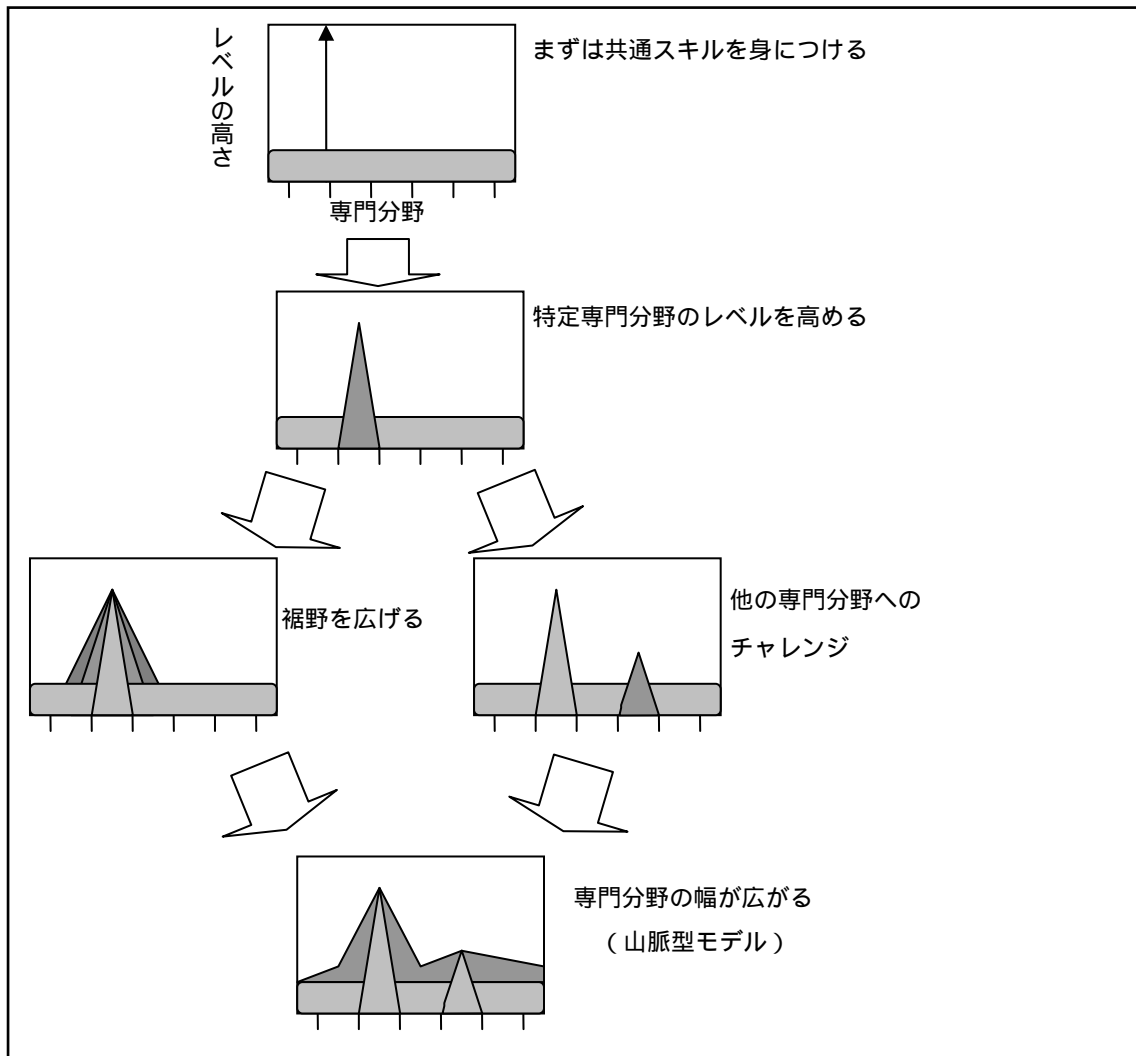 レベルの高さ
まずは共通スキルを身につける
専門分野
特定専門分野のレベルを高める
裾野を広げる
他の専門分野への
チャレンジ
専門分野の幅が広がる
（山脈型モデル）